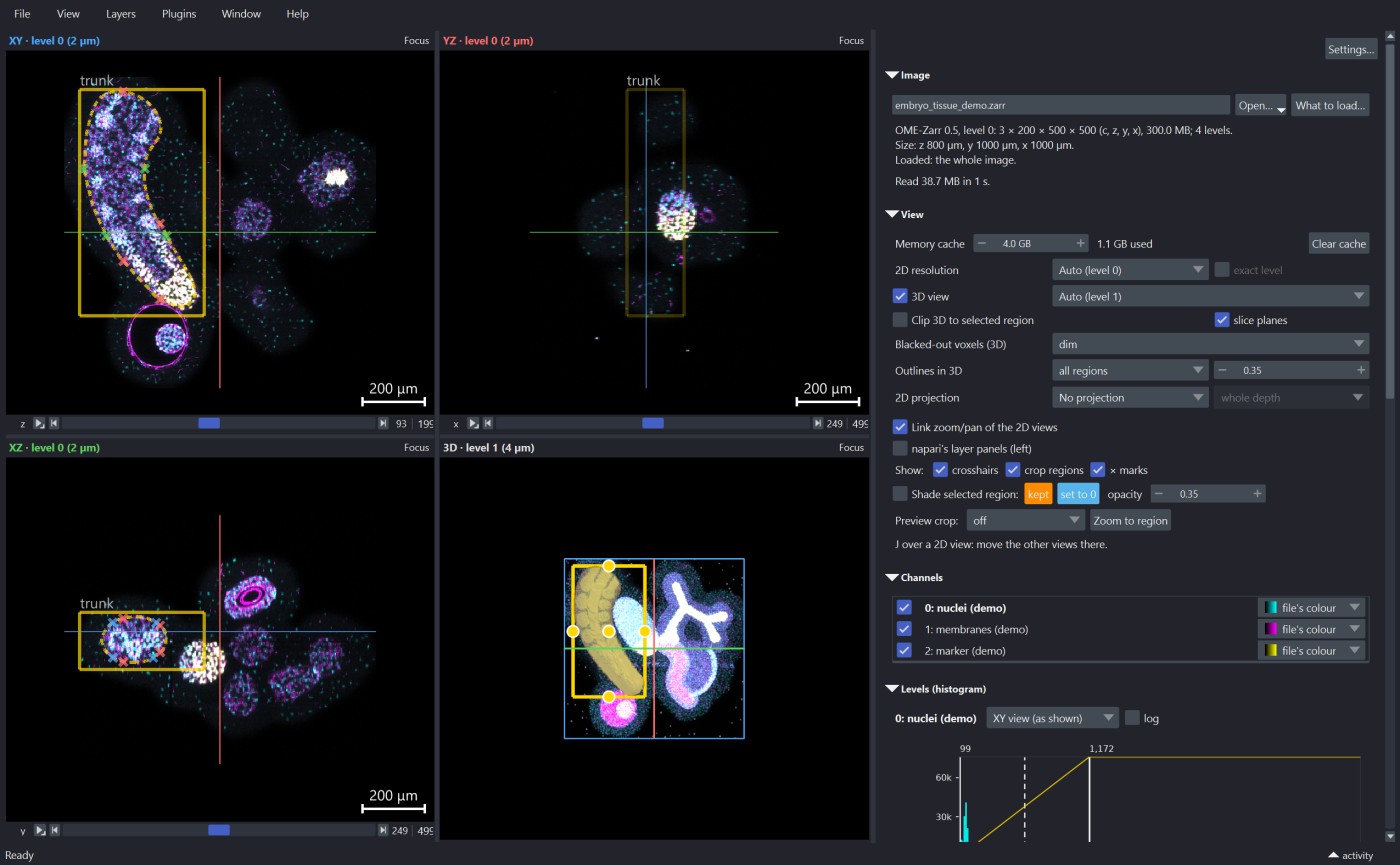 File View Layers Plugins Window Help
XY · level 0 (2 µm) Focus
trunk
200 µm
z 93 199
YZ · level 0 (2 µm) Focus
trunk
200 µm
x 249 499
XZ · level 0 (2 µm) Focus
trunk
200 µm
y 249 499
3D · level 1 (4 µm) Focus
Settings...
Image
embryo_tissue_demo.zarr Open... What to load...
OME-Zarr 0.5, level 0: 3 × 200 × 500 × 500 (c, z, y, x), 300.0 MB; 4 levels.
Size: z 800 µm, y 1000 µm, x 1000 µm.
Loaded: the whole image.
Read 38.7 MB in 1 s.
View
Memory cache 4.0 GB 1.1 GB used Clear cache
2D resolution Auto (level 0) exact level
3D view Auto (level 1)
Clip 3D to selected region slice planes
Blacked-out voxels (3D) dim
Outlines in 3D all regions 0.35
2D projection No projection whole depth
Link zoom/pan of the 2D views
napari's layer panels (left)
Show: crosshairs crop regions × marks
Shade selected region: kept set to 0 opacity 0.35
Preview crop: off Zoom to region
J over a 2D view: move the other views there.
Channels
0: nuclei (demo) file's colour
1: membranes (demo) file's colour
2: marker (demo) file's colour
Levels (histogram)
0: nuclei (demo) XY view (as shown) log
99 1,172
60k
30k
Ready activity